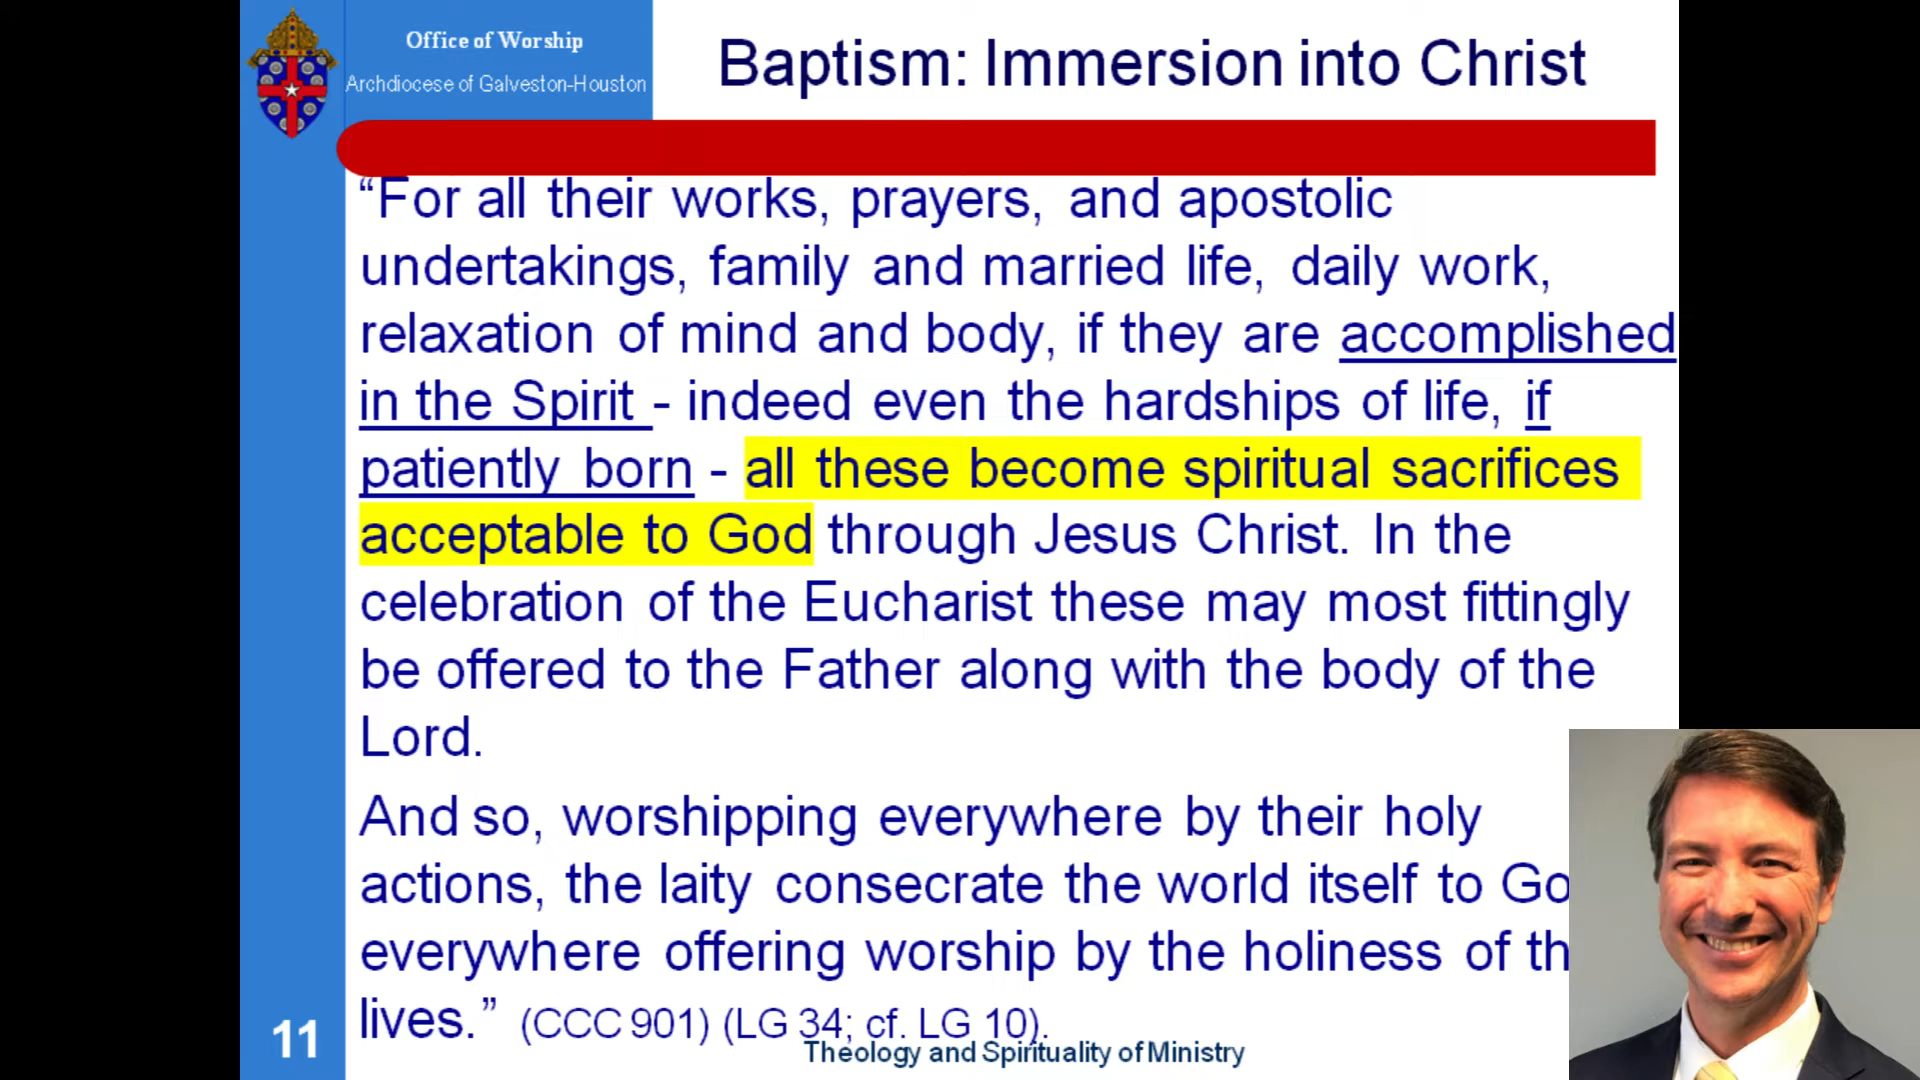 Office of Worship
Archdiocese of Galveston-Houston
Baptism: Immersion into Christ
“For all their works, prayers, and apostolic
undertakings, family and married life, daily work,
relaxation of mind and body, if they are accomplished
in the Spirit - indeed even the hardships of life, if
patiently born - all these become spiritual sacrifices
acceptable to God through Jesus Christ. In the
celebration of the Eucharist these may most fittingly
be offered to the Father along with the body of the
Lord.
And so, worshipping everywhere by their holy
actions, the laity consecrate the world itself to
everywhere offering worship by the holiness of
lives.” (CCC 901) (LG 34; cf. LG 10).
11
Theology and Spirituality of Ministry